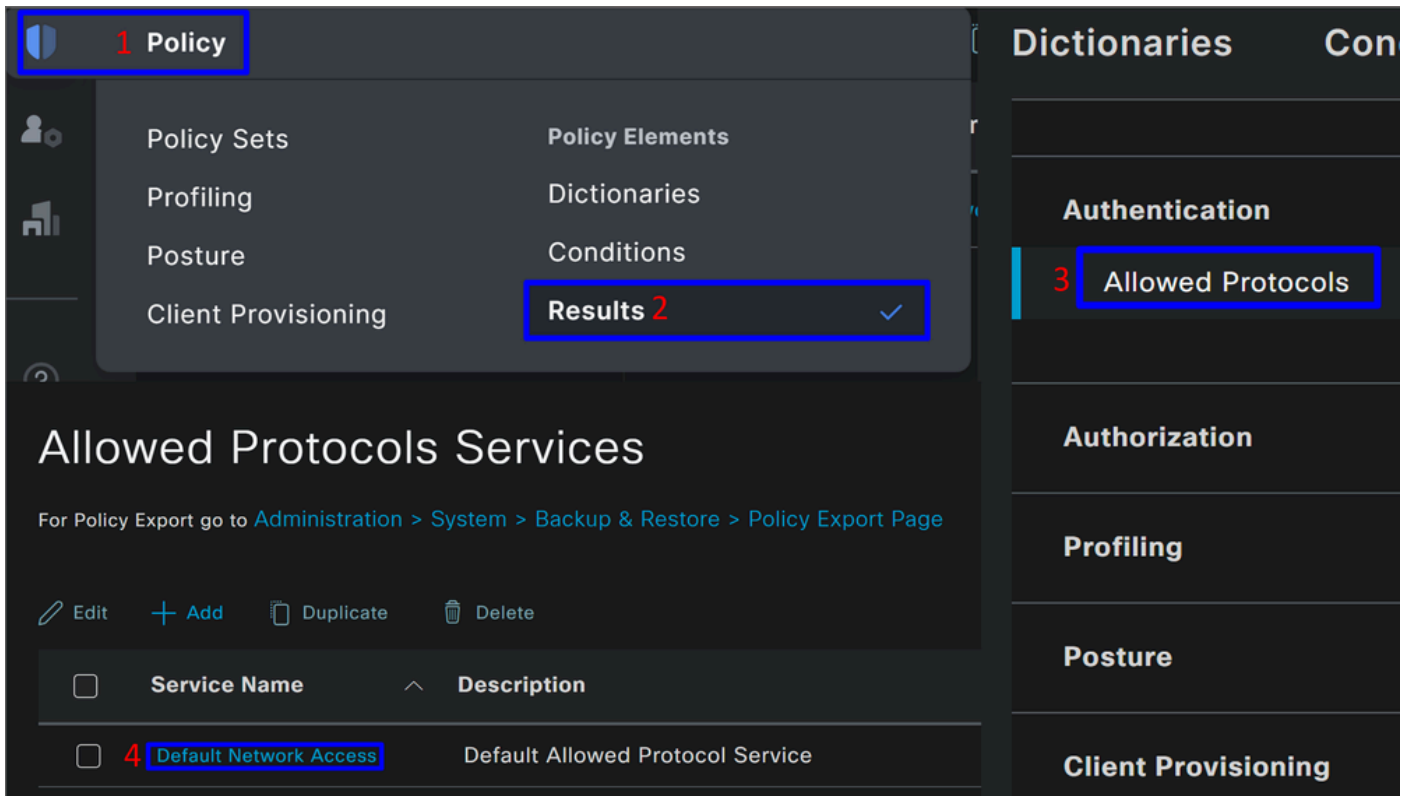 1 Policy
Policy Sets
Profiling
Posture
Client Provisioning
Policy Elements
Dictionaries
Conditions
Results 2
Dictionaries
Authentication
3 Allowed Protocols
Authorization
Profiling
Posture
Client Provisioning
Allowed Protocols Services
For Policy Export go to Administration > System > Backup & Restore > Policy Export Page
Edit Add Duplicate Delete
Service Name Description
4 Default Network Access Default Allowed Protocol Service